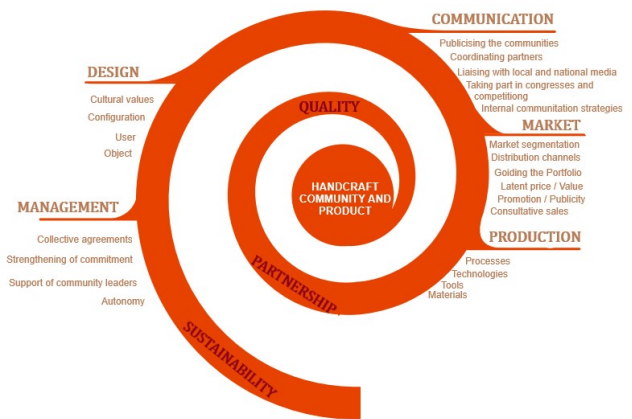 COMMUNICATION
Publicising the communities
Coordinating partners
Liaising with local and national media
Taking part in congresses and
competitiong
Internal communitation strategies
MARKET
Market segmentation
Distribution channels
Goiding the Portfolio
Latent price / Value
Promotion / Publicity
Consultative sales
PRODUCTION
Processes
Technologies
Tools
Materials
DESIGN
Cultural values
Configuration
User
Object
MANAGEMENT
Collective agreements
Strengthening of commitment
Support of community leaders
Autonomy
QUALITY
HANDCRAFT
COMMUNITY AND
PRODUCT
PARTNERSHIP.
SUSTAINABILITY